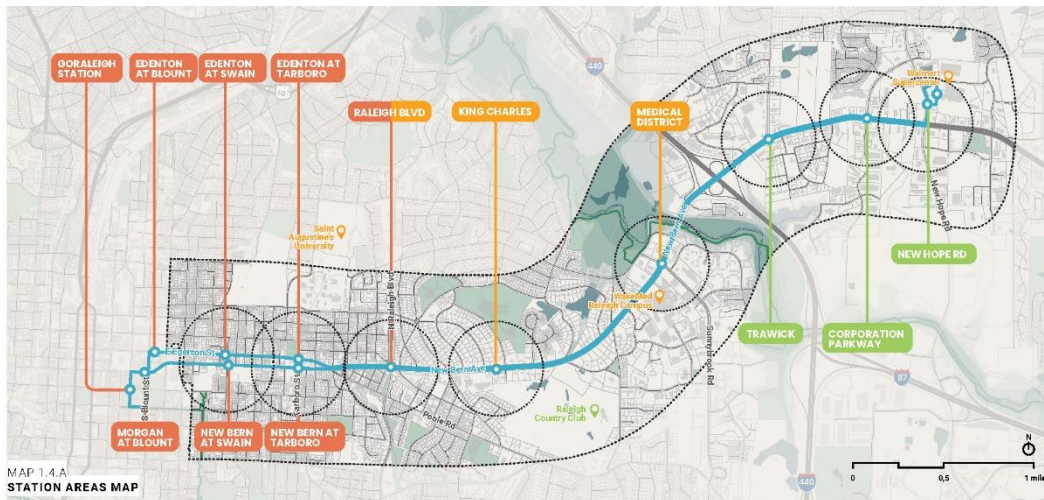 GORALEIGH
STATION
EDENTON
AT BLOUNT
EDENTON
AT SWAIN
EDENTON AT
TARBORO
RALEIGH BLVD
KING CHARLES
MEDICAL
DISTRICT
440
Walmart
Supercenter
40
New Hope Rd
NEW HOPE RD
Saint
Augustine's
University
N Raleigh Blvd
New Bern Ave
WakeMed
Raleigh Campus
TRAWICK
CORPORATION
PARKWAY
Sunnybrook Rd
E Edenton St
S Blount St
Tarboro St
New Bern Ave
Poole Rd
87
Raleigh
Country Club
MORGAN
AT BLOUNT
NEW BERN
AT SWAIN
NEW BERN AT
TARBORO
440
MAP 1.4.A
STATION AREAS MAP
N
0
0,5
1 mile